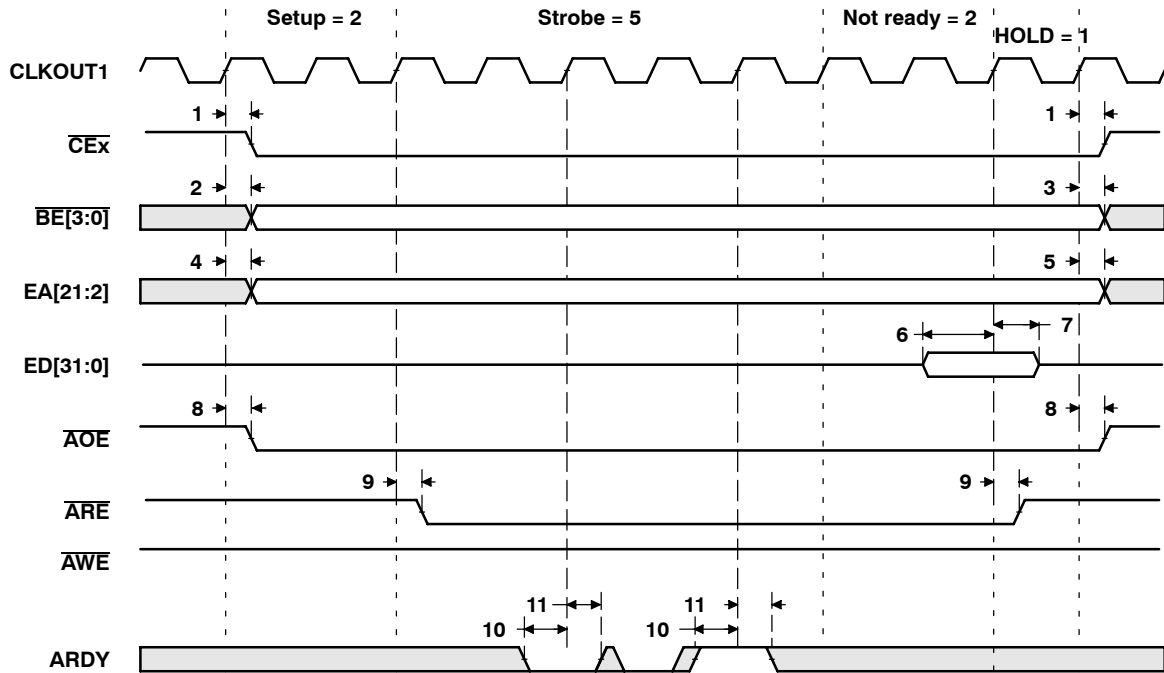 Setup = 2
Strobe = 5
Not ready = 2
HOLD = 1
CLKOUT1
1
1
CEx
2
3
BE[3:0]
4
5
EA[21:2]
6
7
ED[31:0]
8
8
AOE
9
9
ARE
AWE
11
11
10
10
ARDY